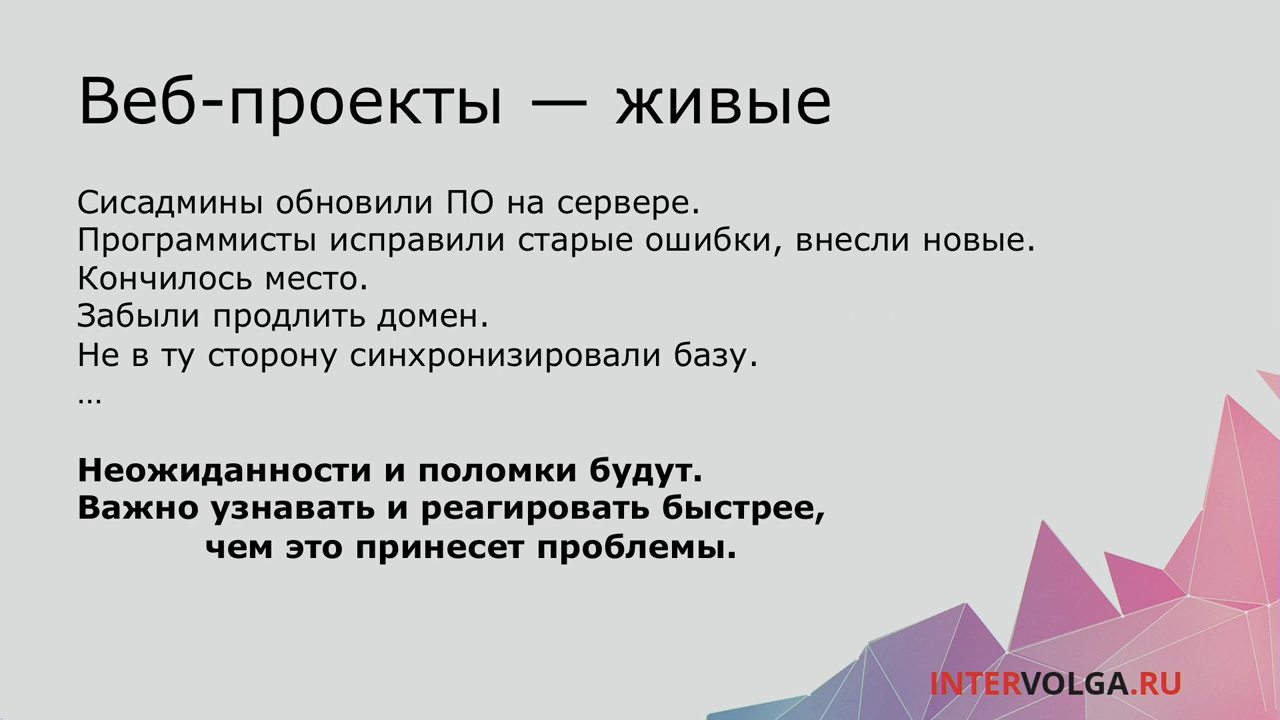 Веб-проекты — живые
Сисадмины обновили ПО на сервере.
Программисты исправили старые ошибки, внесли новые.
Кончилось место.
Забыли продлить домен.
Не в ту сторону синхронизировали базу.
…
Неожиданности и поломки будут.
Важно узнавать и реагировать быстрее,
чем это принесет проблемы.
INTERVOLGA.RU